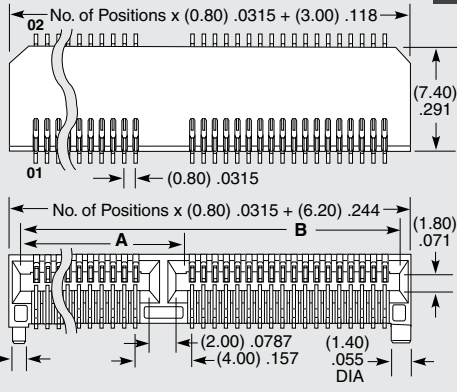 No. of Positions x (0.80) .0315 + (3.00) .118
02
(7.40)
.291
01
(0.80) .0315
No. of Positions x (0.80) .0315 + (6.20) .244
(1.80)
.071
B
A
(2.00) .0787
(4.00) .157
(1.40)
.055
DIA